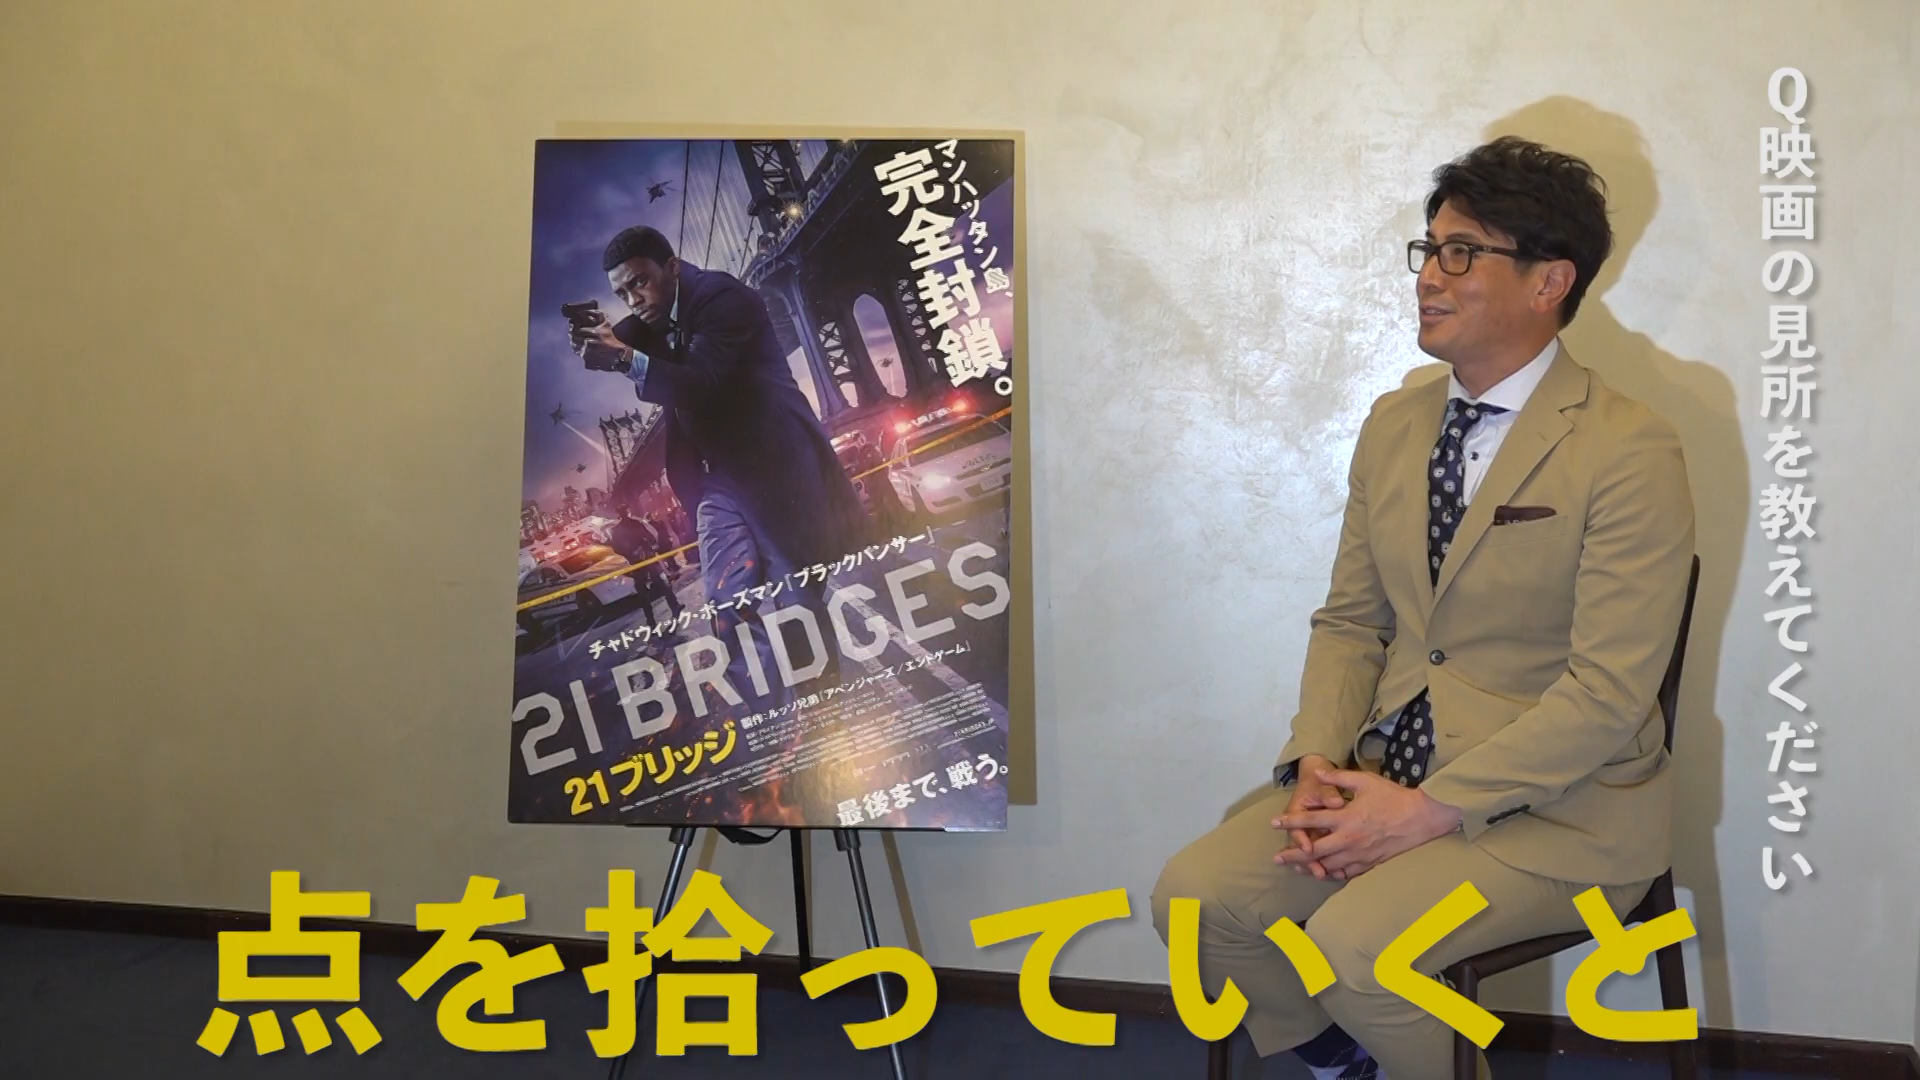 Q映画の見所を教えてください
マンハッタン島、
完全封鎖。
チャドウィック・ボーズマン「ブラックパンサー」
21 BRIDGES
製作：ルッソ兄弟「アベンジャーズ/エンドゲーム」
21ブリッジ
最後まで、戦う。
点を拾っていくと